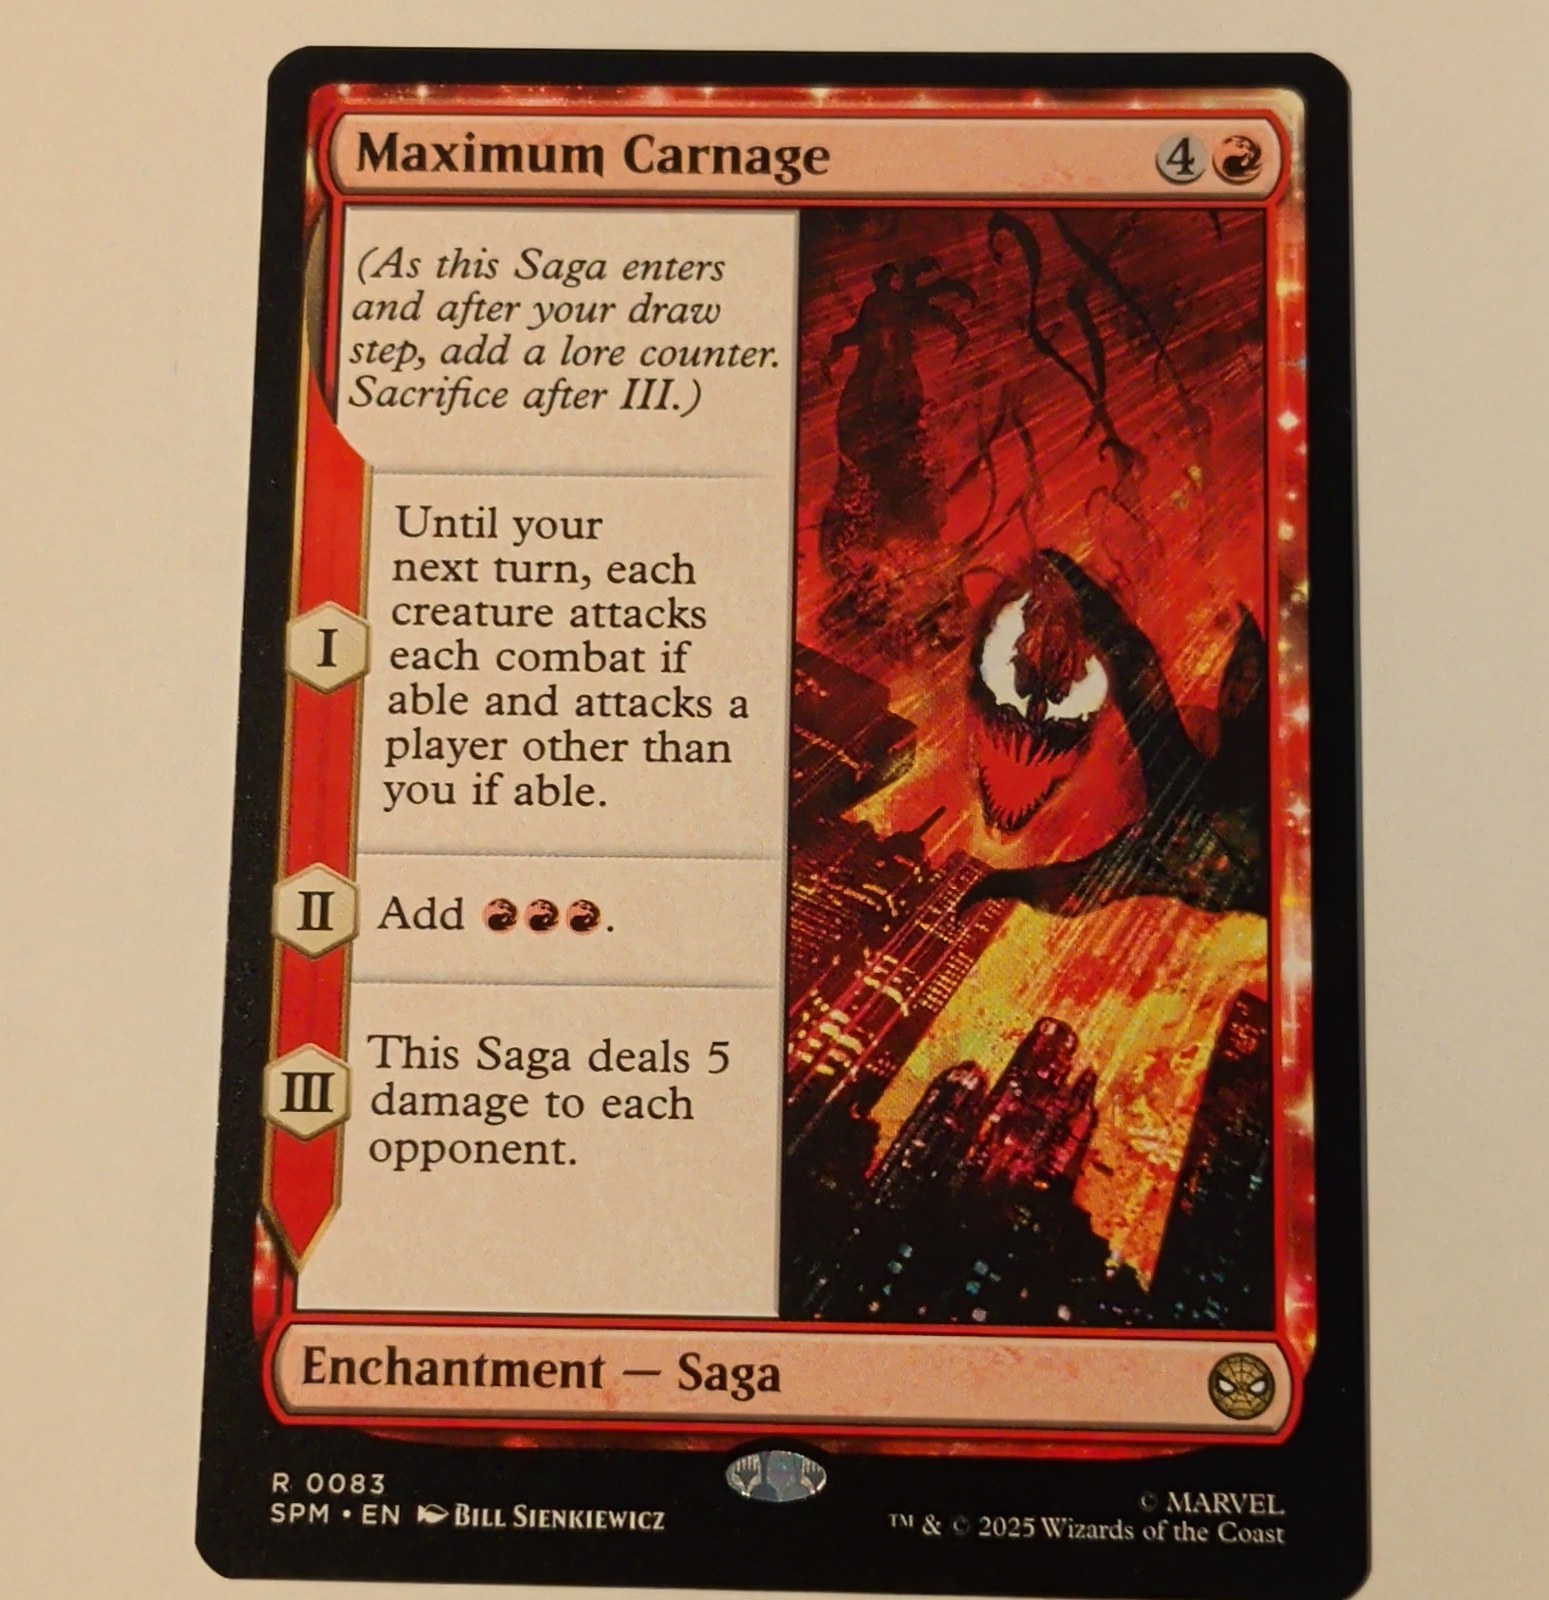 Maximum Carnage 4
(As this Saga enters
and after your draw
step, add a lore counter.
Sacrifice after III.)
I
Until your
next turn, each
creature attacks
each combat if
able and attacks a
player other than
you if able.
II
Add .
III
This Saga deals 5
damage to each
opponent.
Enchantment — Saga
R 0083
SPM • EN BILL SIENKIEWICZ
© MARVEL
™ & © 2025 Wizards of the Coast